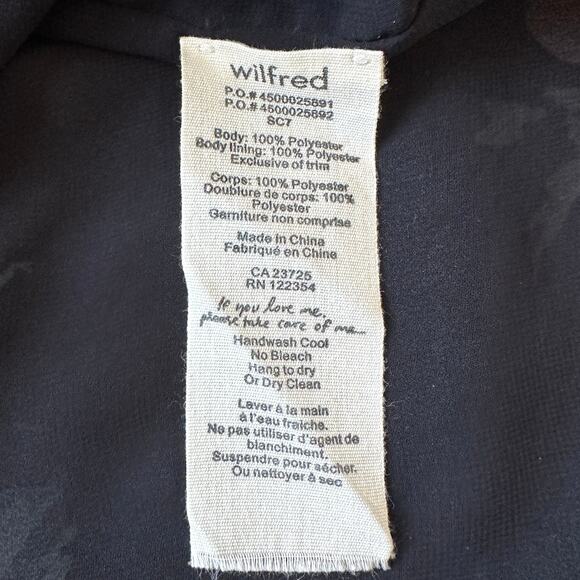 wilfred
P.O.# 4500025891
P.O.# 4500025892
SC7
Body: 100% Polyester
Body lining: 100% Polyester
Exclusive of trim
Corps: 100% Polyester
Doublure de corps: 100%
Polyester
Garniture non comprise
Made in China
Fabriqué en Chine
CA 23725
RN 122354
If you love me,
please take care of me...
Handwash Cool
No Bleach
Hang to dry
Or Dry Clean
Laver à la main
à l'eau fraîche.
Ne pas utiliser d'agent de
blanchiment.
Suspendre pour sécher.
Ou nettoyer à sec